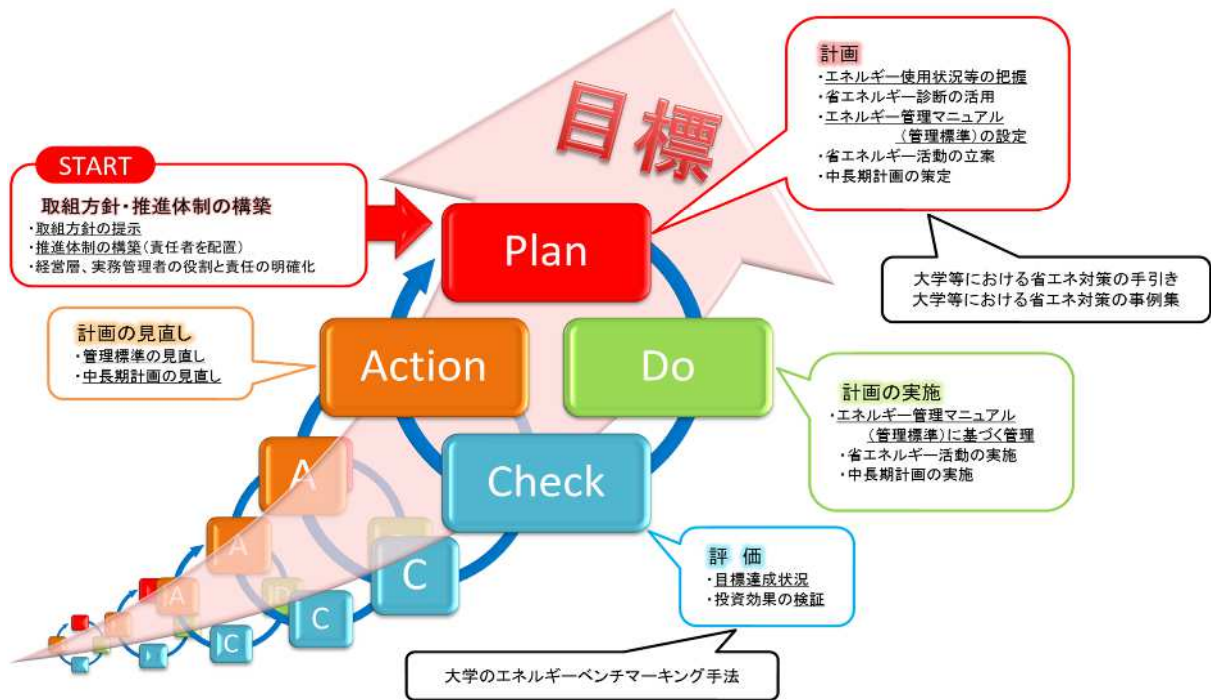 目標
START
取組方針・推進体制の構築
・取組方針の提示
・推進体制の構築(責任者を配置)
・経営層、実務管理者の役割と責任の明確化
計画
・エネルギー使用状況等の把握
・省エネルギー診断の活用
・エネルギー管理マニュアル
(管理標準)の設定
・省エネルギー活動の立案
・中長期計画の策定
大学等における省エネ対策の手引き
大学等における省エネ対策の事例集
Plan
計画の見直し
・管理標準の見直し
・中長期計画の見直し
Action
Do
計画の実施
・エネルギー管理マニュアル
(管理標準)に基づく管理
・省エネルギー活動の実施
・中長期計画の実施
Check
評 価
・目標達成状況
・投資効果の検証
大学のエネルギーベンチマーキング手法
A
C
A
C
A
D
C